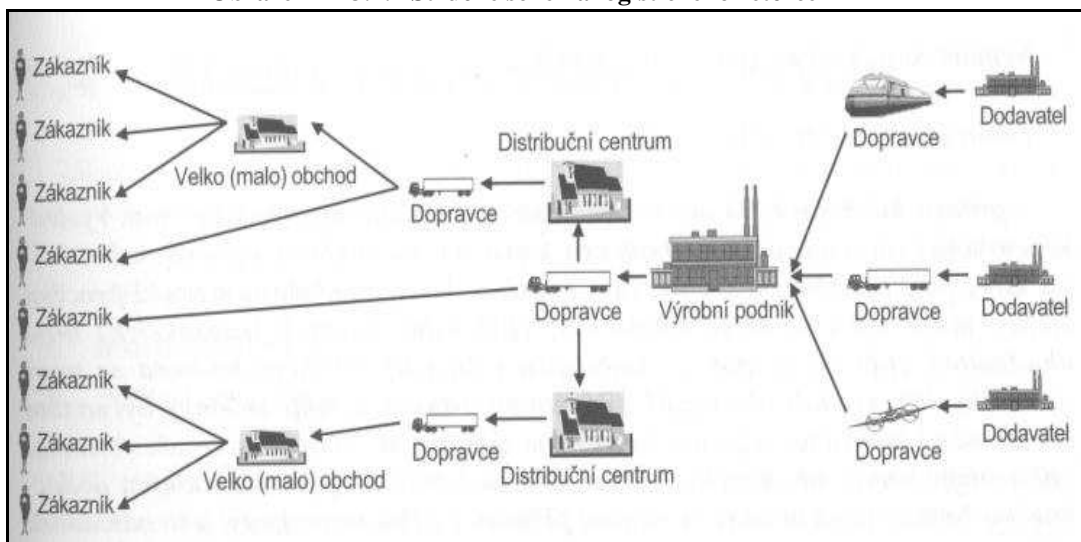 Zákazník
Zákazník
Zákazník
Zákazník
Zákazník
Zákazník
Zákazník
Zákazník
Velko (malo) obchod
Velko (malo) obchod
Dopravce
Distribuční centrum
Dopravce
Výrobní podnik
Dopravce
Distribuční centrum
Dopravce
Dodavatel
Dopravce
Dodavatel
Dopravce
Dodavatel